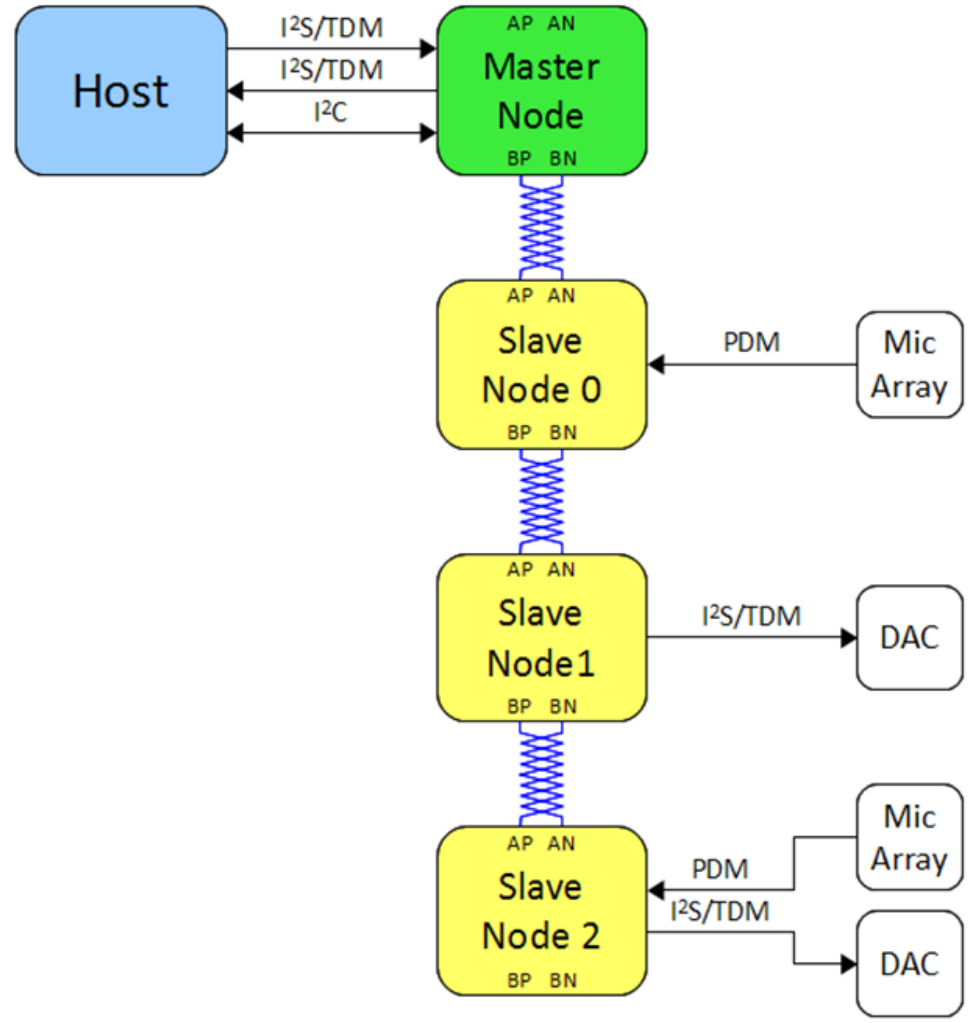 Host
I²S/TDM
I²S/TDM
I²C
AP AN
Master
Node
BP BN
AP AN
Slave
Node 0
BP BN
PDM
Mic
Array
AP AN
Slave
Node1
BP BN
I²S/TDM
DAC
AP AN
Slave
Node 2
BP BN
PDM
I²S/TDM
Mic
Array
DAC